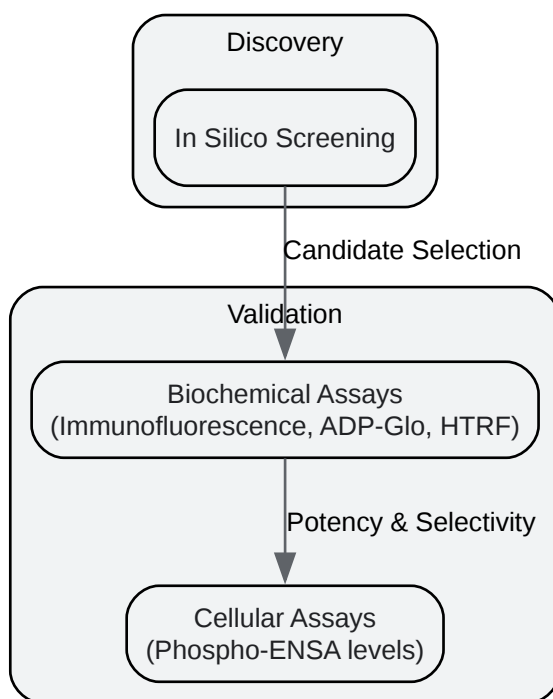 Discovery
In Silico Screening
Candidate Selection
Validation
Biochemical Assays
(Immunofluorescence, ADP-Glo, HTRF)
Potency & Selectivity
Cellular Assays
(Phospho-ENSA levels)